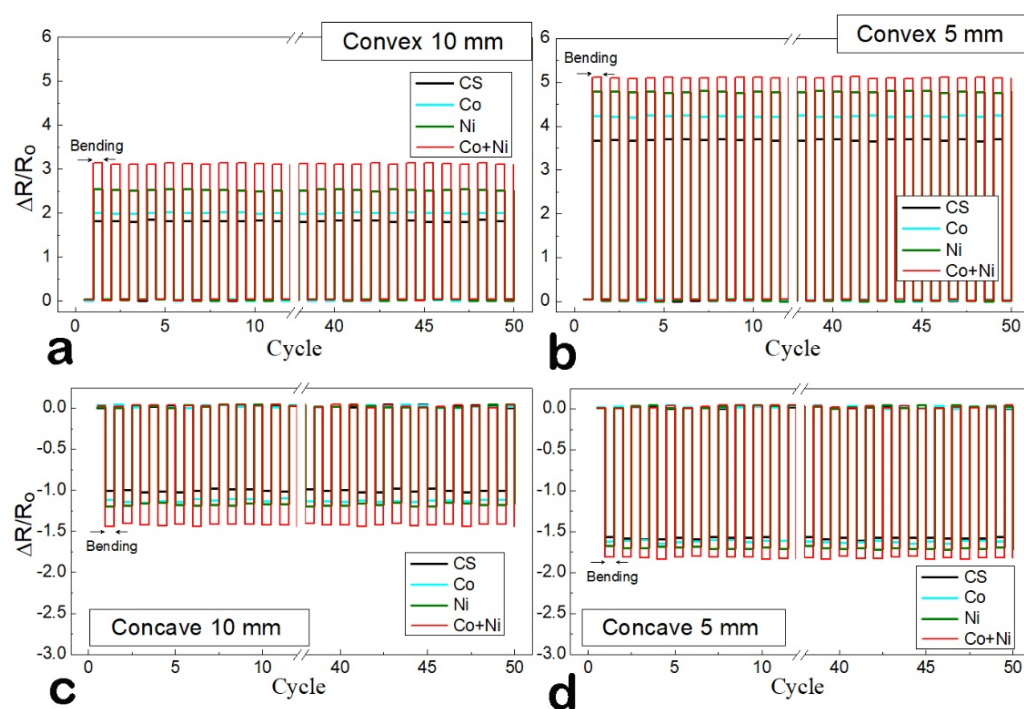 Convex 10 mm
6
5
4
3
2
1
0
ΔR/Ro
Bending
CS
Co
Ni
Co+Ni
0 5 10 40 45 50
Cycle
a
Convex 5 mm
6
5
4
3
2
1
0
Bending
CS
Co
Ni
Co+Ni
0 5 10 40 45 50
Cycle
b
0.0
-0.5
-1.0
-1.5
-2.0
-2.5
-3.0
ΔR/Ro
Bending
CS
Co
Ni
Co+Ni
Concave 10 mm
0 5 10 40 45 50
Cycle
c
0.0
-0.5
-1.0
-1.5
-2.0
-2.5
-3.0
Bending
CS
Co
Ni
Co+Ni
Concave 5 mm
0 5 10 40 45 50
Cycle
d